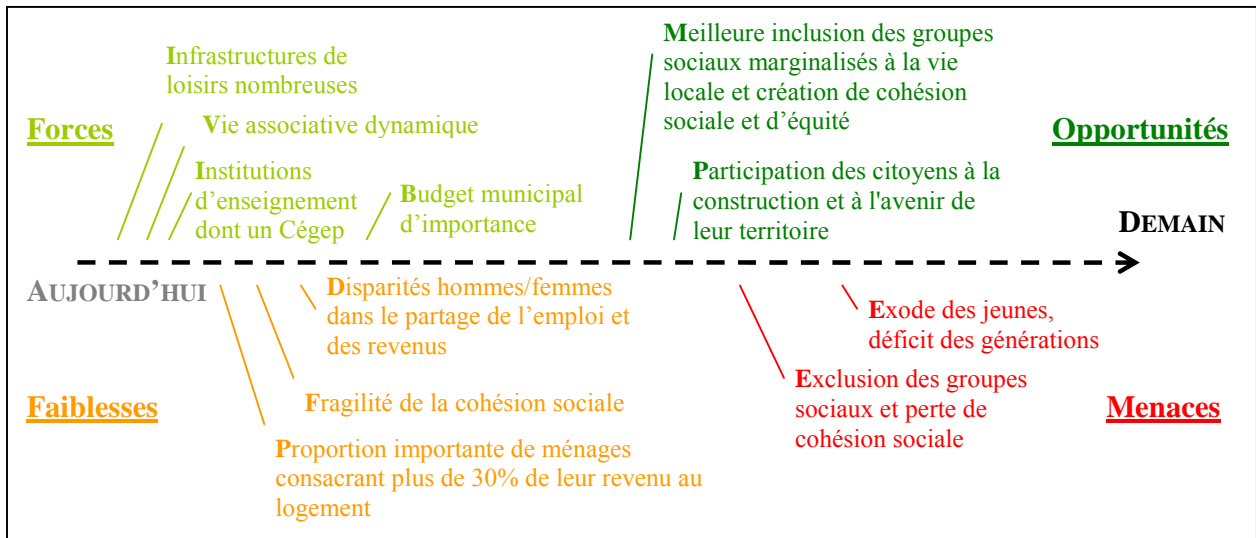 Infrastructures de
loisirs nombreuses
Forces
Vie associative dynamique
Institutions
d’enseignement
dont un Cégep
Budget municipal
d’importance
Meilleure inclusion des groupes
sociaux marginalisés à la vie
locale et création de cohésion
sociale et d’équité
Opportunités
Participation des citoyens à la
construction et à l'avenir de
leur territoire
DEMAIN
AUJOURD’HUI
Disparités hommes/femmes
dans le partage de l’emploi et
des revenus
Faiblesses
Fragilité de la cohésion sociale
Proportion importante de ménages
consacrant plus de 30% de leur revenu au
logement
Exode des jeunes,
déficit des générations
Exclusion des groupes
sociaux et perte de
cohésion sociale
Menaces